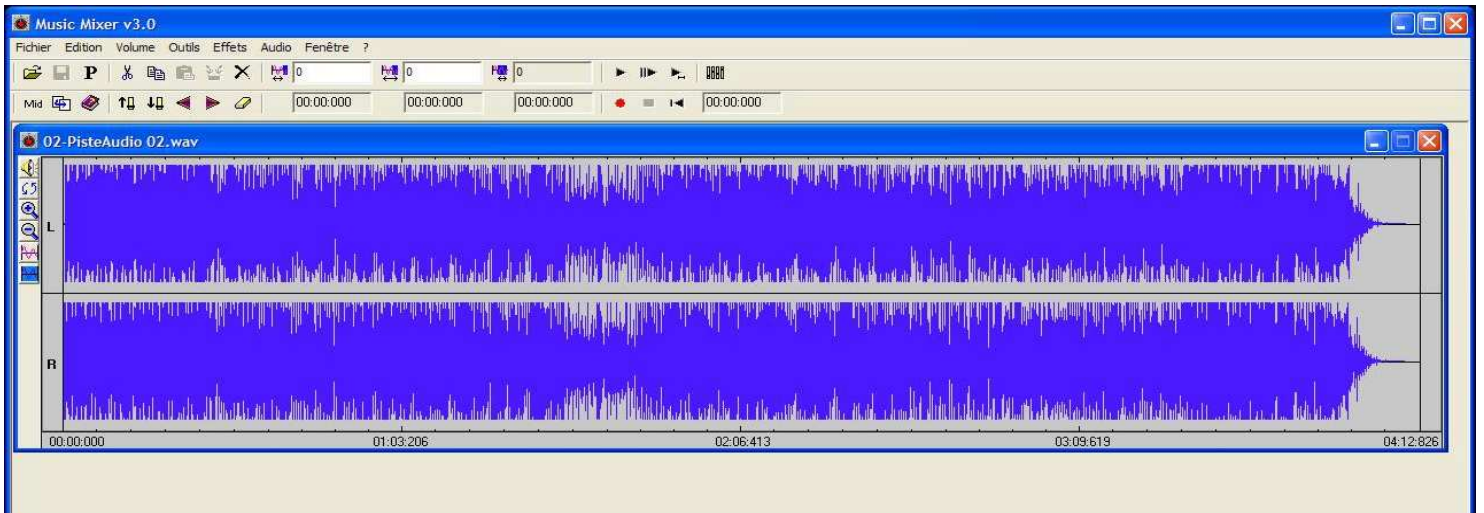 Music Mixer v3.0
Fichier Edition Volume Outils Effets Audio Fenêtre ?
P 0 0 0
Mid 00:00:000 00:00:000 00:00:000 00:00:000
02-PisteAudio 02.wav
L
R
00:00:000 01:03:206 02:06:413 03:09:619 04:12:826